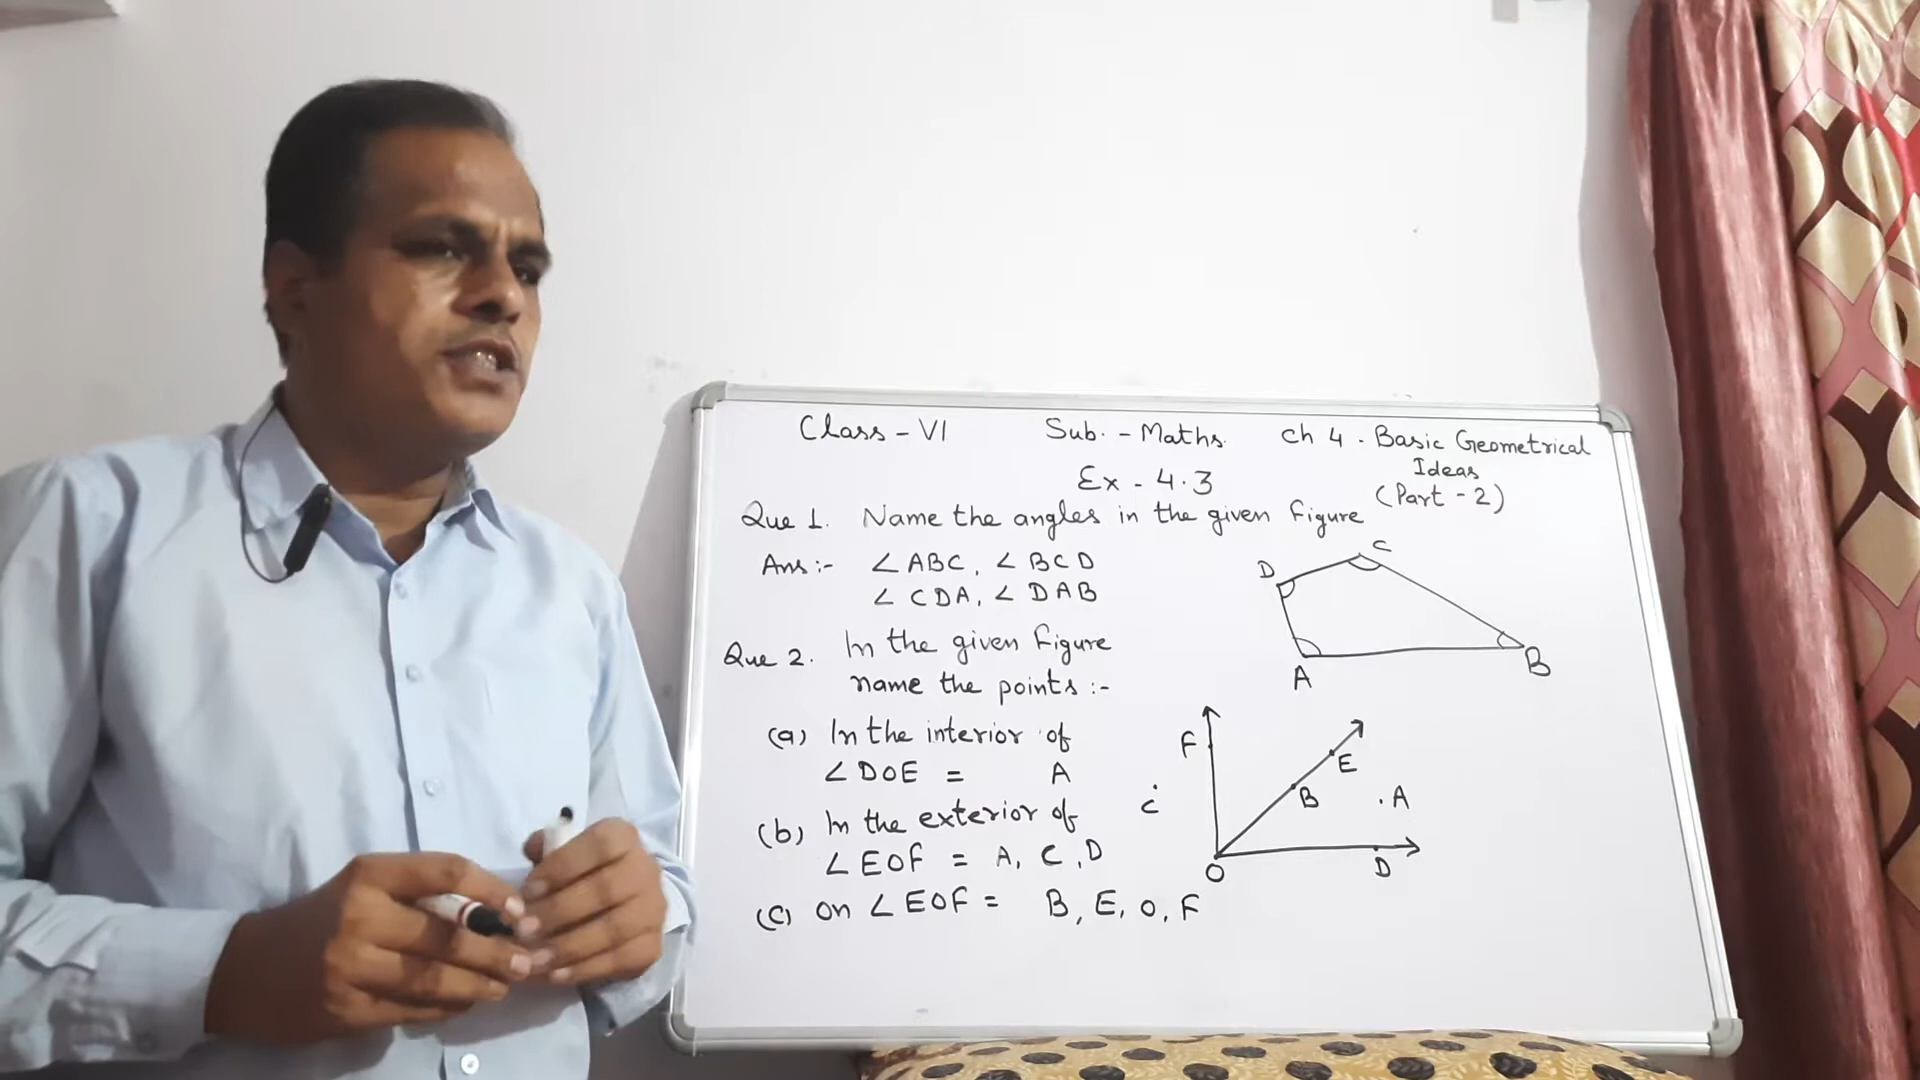 Class - VI Sub. - Maths. Ch 4. Basic Geometrical
Ideas
(Part - 2)
Ex - 4.3
Que 1. Name the angles in the given figure
Ans :- ∠ABC, ∠BCD
∠CDA, ∠DAB
D
C
A
B
Que 2. In the given figure
name the points :-
(a) In the interior of
∠DOE = A
(b) In the exterior of
∠EOF = A, C, D
(c) On ∠EOF = B, E, O, F
F
E
B
.A
C
O
D